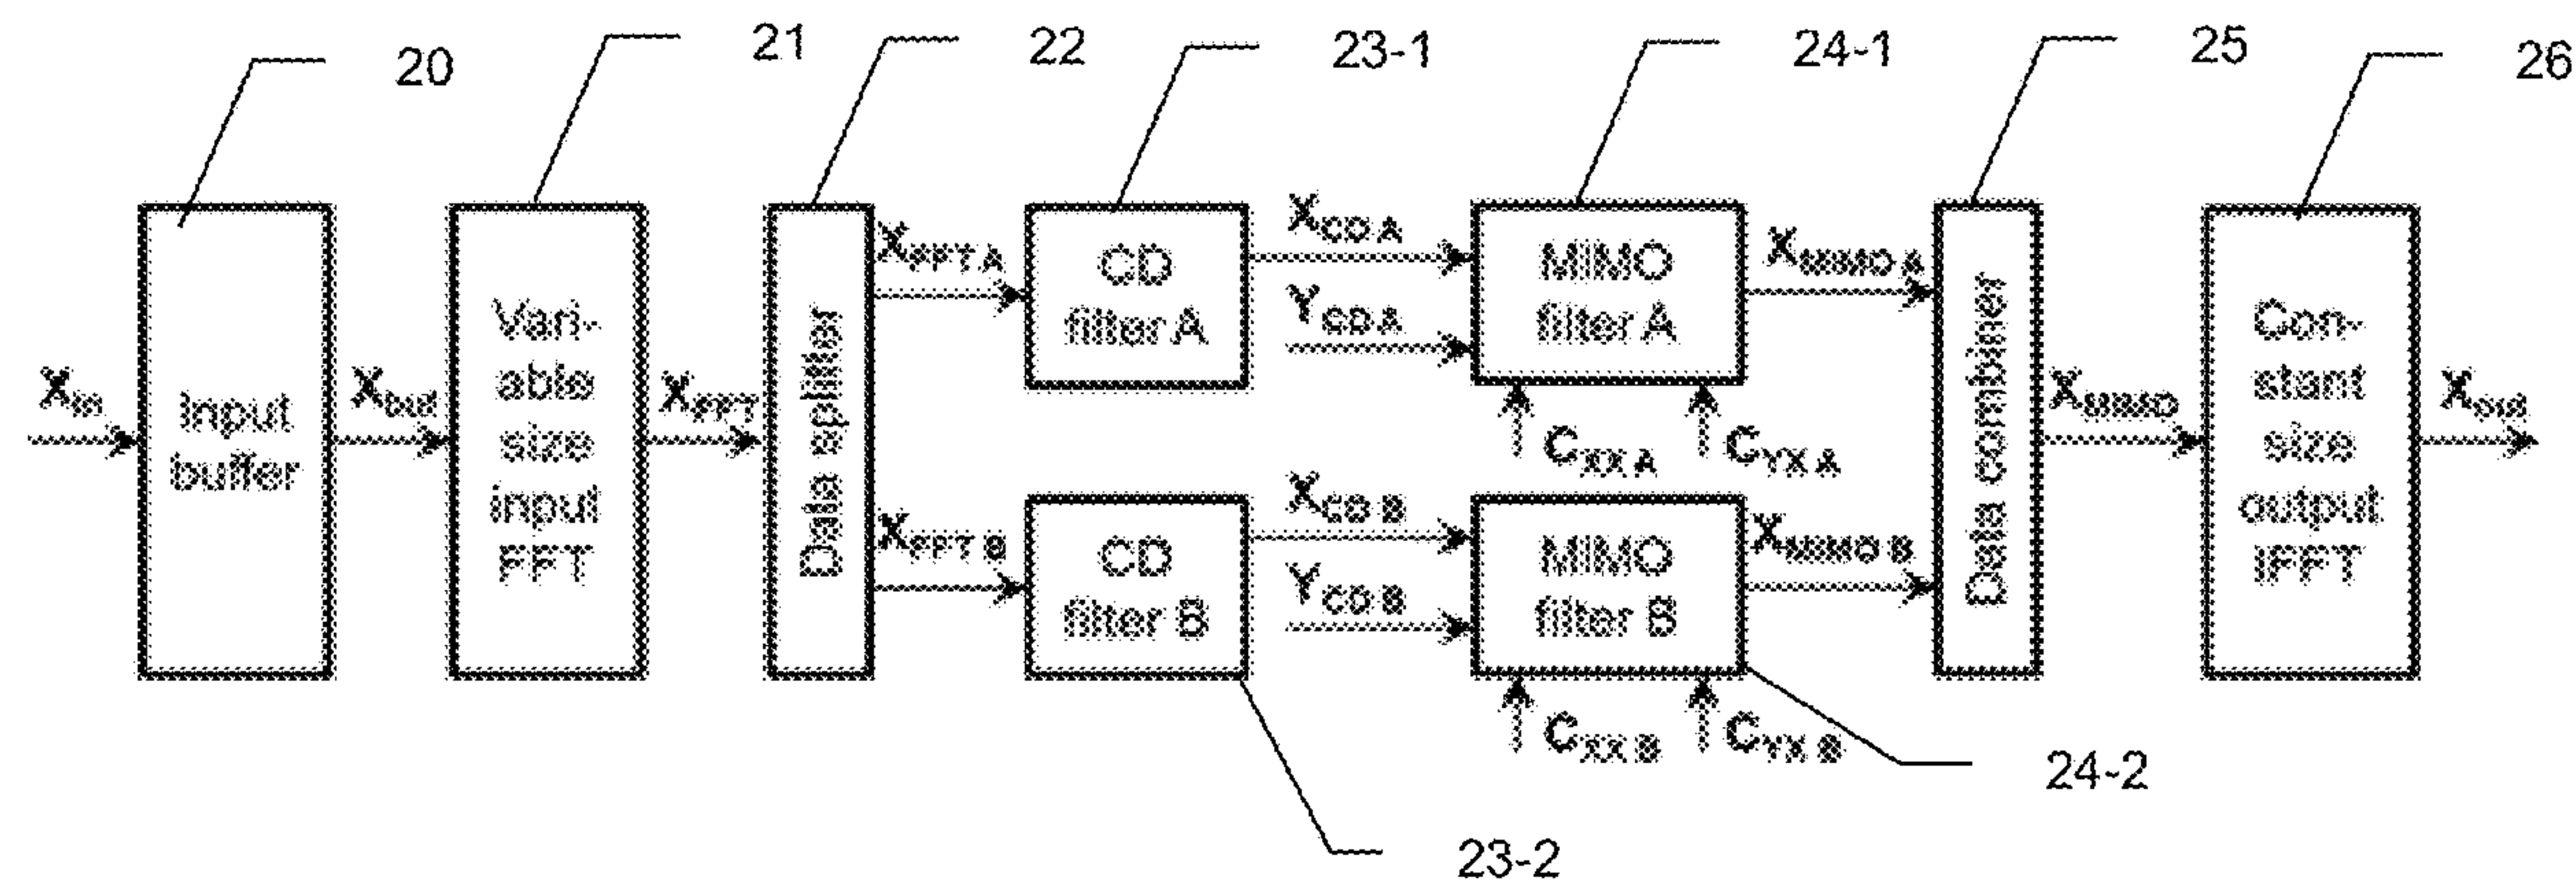 20
21
22
23-1
24-1
25
26
X_in
Input
buffer
X_buf
Vari-
able
size
input
FFT
X_FFT
Data splitter
X_FFT A
X_FFT B
CD
filter A
CD
filter B
X_CD A
Y_CD A
X_CD B
Y_CD B
MIMO
filter A
C_XX A
C_YX A
MIMO
filter B
C_XX B
C_YX B
X_MIMO A
X_MIMO B
Data combiner
X_MIMO
Con-
stant
size
output
IFFT
X_out
24-2
23-2